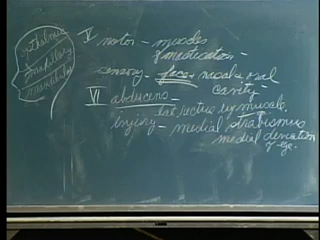 ophthalmic
maxillary
mandibular
V motor - muscles
of mastication -
sensory - face + nasal & oral
cavity -
VI abducens -
lat. rectus eye muscle
injury - medial strabismus
medial deviation
of eye.